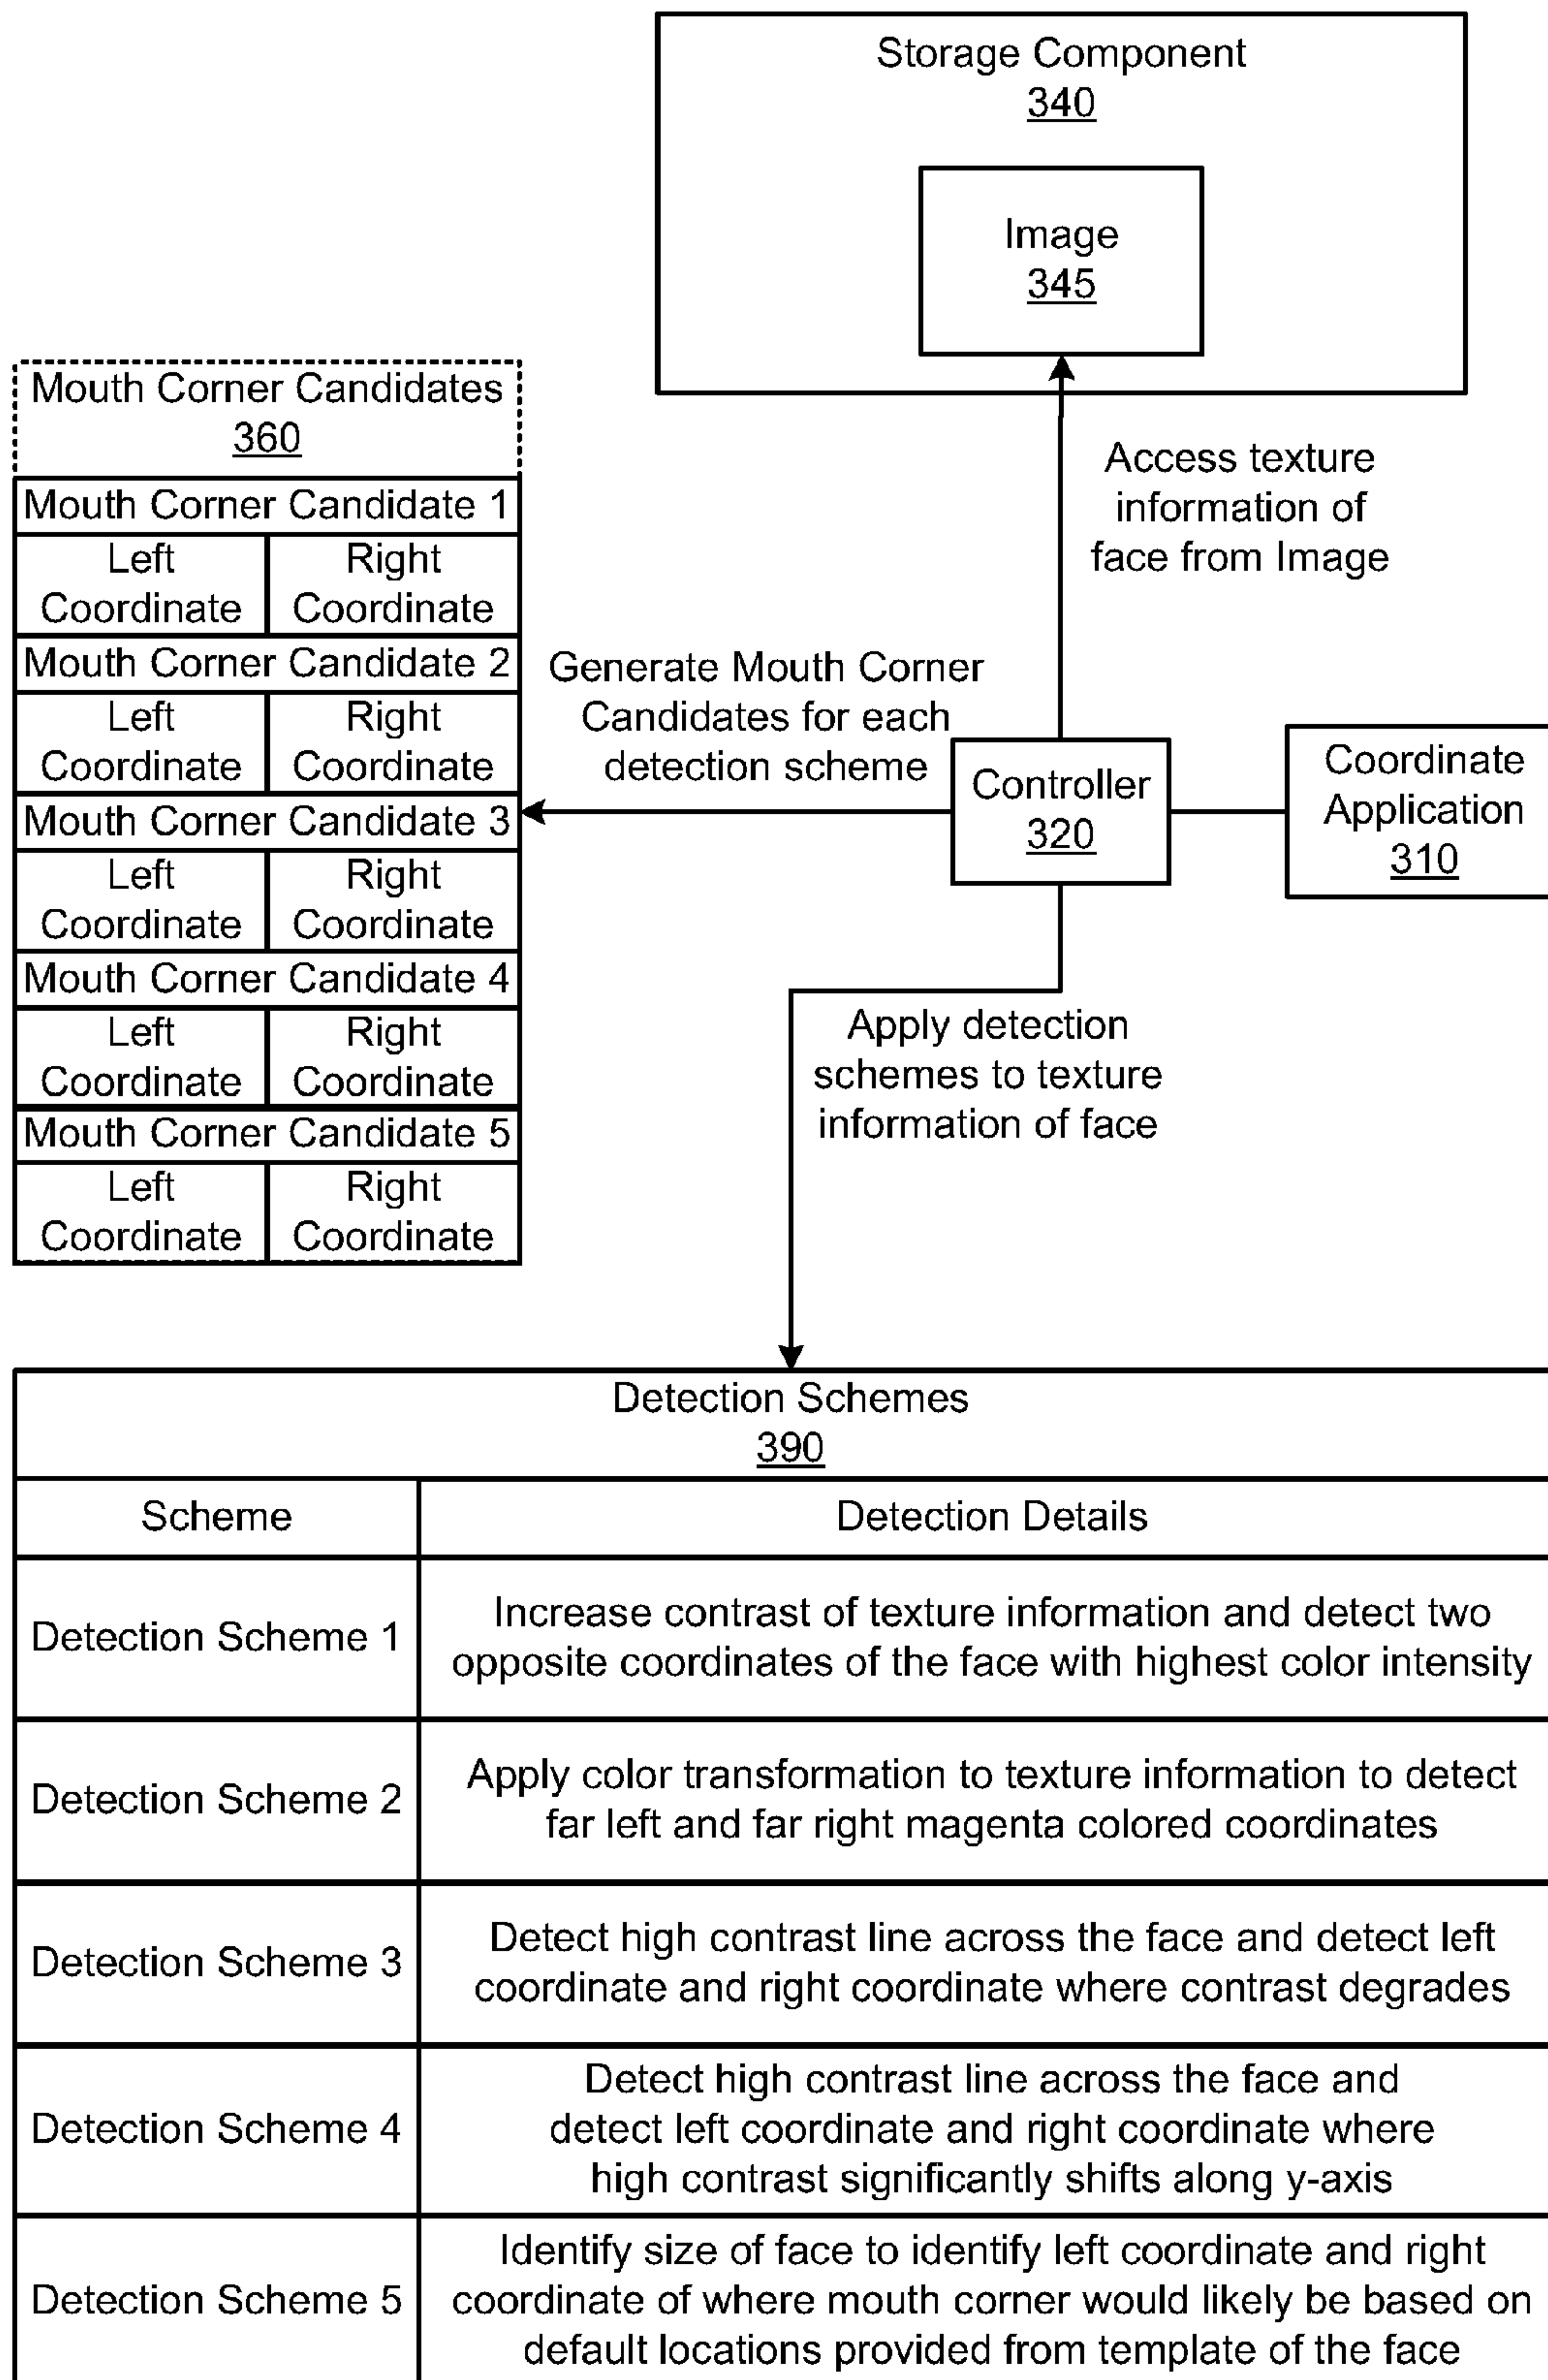 Storage Component
340
Image
345
Mouth Corner Candidates
360
Mouth Corner Candidate 1
Left
Coordinate
Right
Coordinate
Mouth Corner Candidate 2
Left
Coordinate
Right
Coordinate
Mouth Corner Candidate 3
Left
Coordinate
Right
Coordinate
Mouth Corner Candidate 4
Left
Coordinate
Right
Coordinate
Mouth Corner Candidate 5
Left
Coordinate
Right
Coordinate
Access texture
information of
face from Image
Generate Mouth Corner
Candidates for each
detection scheme
Controller
320
Coordinate
Application
310
Apply detection
schemes to texture
information of face
Detection Schemes
390
Scheme
Detection Details
Detection Scheme 1
Increase contrast of texture information and detect two
opposite coordinates of the face with highest color intensity
Detection Scheme 2
Apply color transformation to texture information to detect
far left and far right magenta colored coordinates
Detection Scheme 3
Detect high contrast line across the face and detect left
coordinate and right coordinate where contrast degrades
Detection Scheme 4
Detect high contrast line across the face and
detect left coordinate and right coordinate where
high contrast significantly shifts along y-axis
Detection Scheme 5
Identify size of face to identify left coordinate and right
coordinate of where mouth corner would likely be based on
default locations provided from template of the face